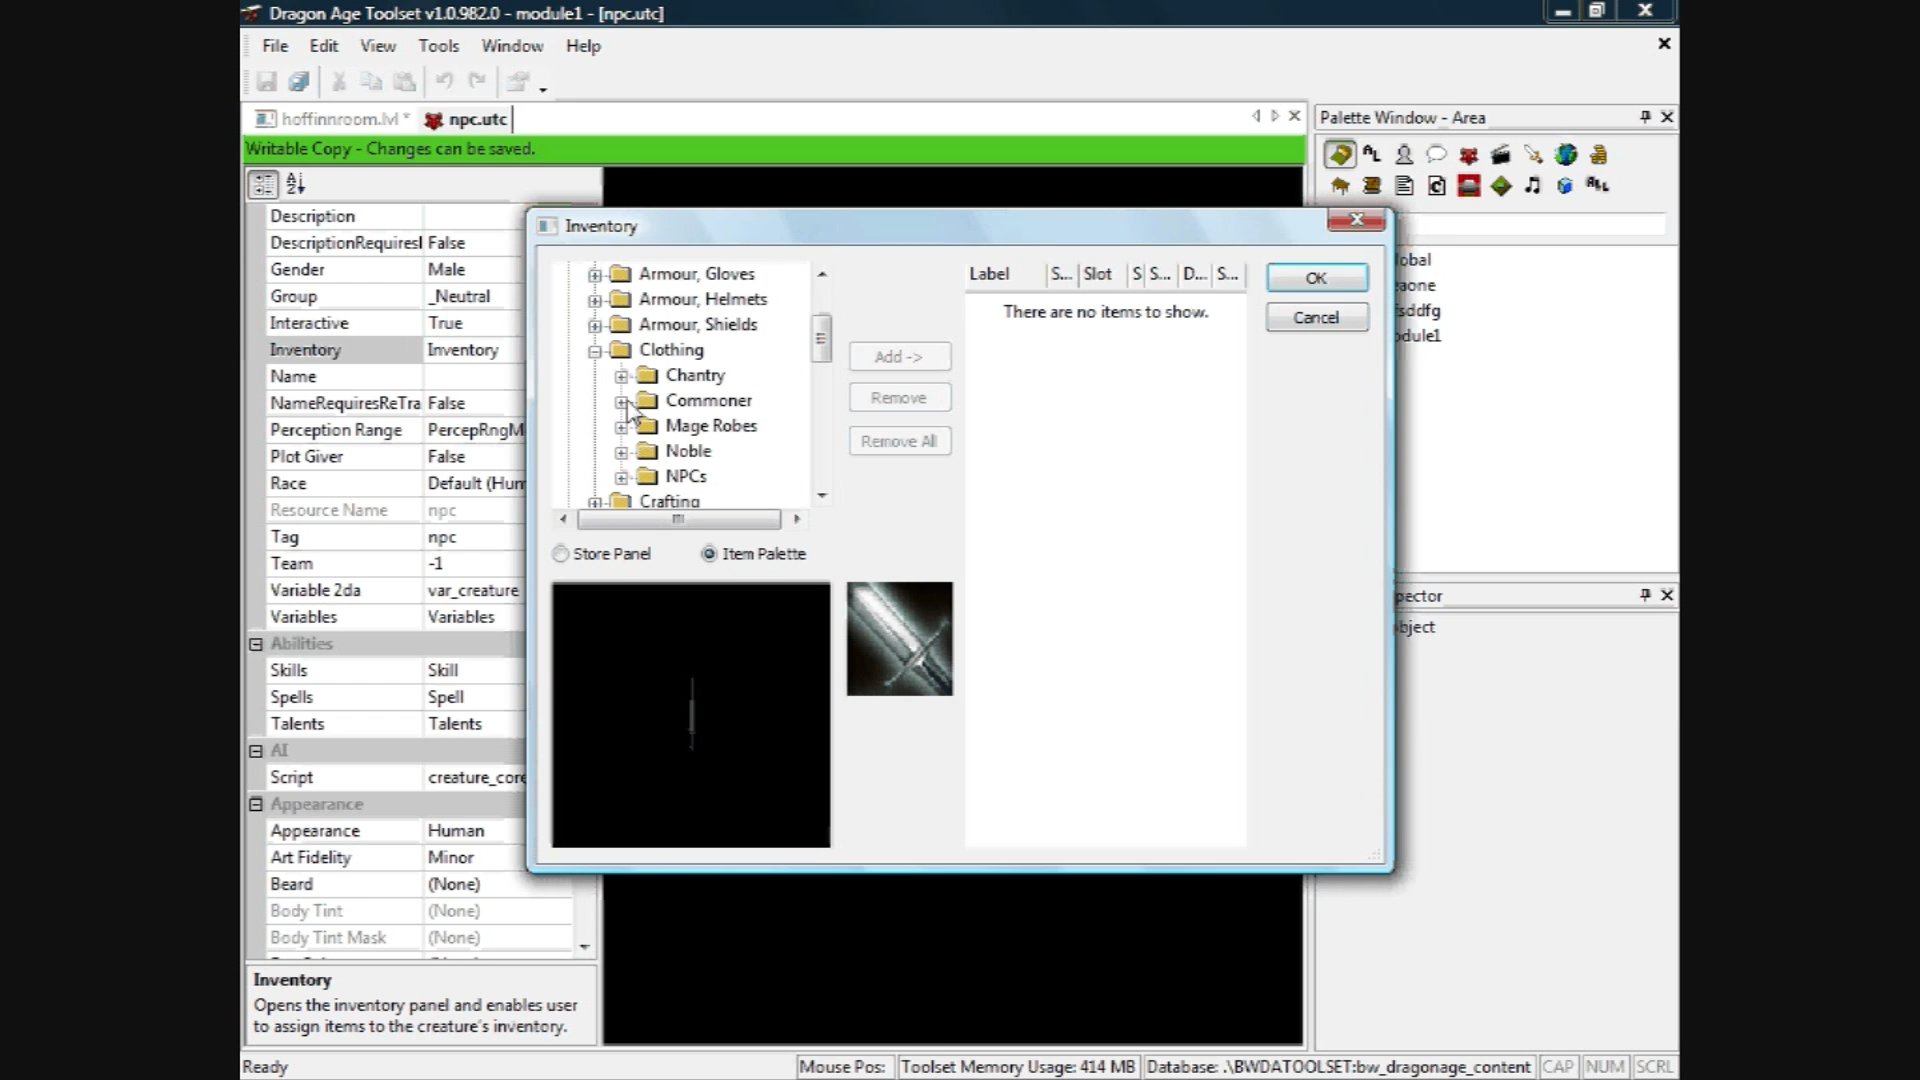 Dragon Age Toolset v1.0.982.0 - module1 - [npc.utc]
File Edit View Tools Window Help
hoffinnroom.lvl * npc.utc
Palette Window - Area
Writable Copy - Changes can be saved.
Description
DescriptionRequiresI False
Gender Male
Group _Neutral
Interactive True
Inventory Inventory
Name
NameRequiresReTra False
Perception Range PercepRngM
Plot Giver False
Race Default (Hum
Resource Name npc
Tag npc
Team -1
Variable 2da var_creature
Variables Variables
Abilities
Skills Skill
Spells Spell
Talents Talents
AI
Script creature_core
Appearance
Appearance Human
Art Fidelity Minor
Beard (None)
Body Tint (None)
Body Tint Mask (None)
Inventory
Opens the inventory panel and enables user
to assign items to the creature's inventory.
Inventory
Armour, Gloves
Armour, Helmets
Armour, Shields
Clothing
Chantry
Commoner
Mage Robes
Noble
NPCs
Crafting
Store Panel Item Palette
Add ->
Remove
Remove All
Label S... Slot S S... D... S...
There are no items to show.
OK
Cancel
lobal
aone
fsddfg
odule1
pector
bject
Ready Mouse Pos: Toolset Memory Usage: 414 MB Database: .\BWDATOOLSET:bw_dragonage_content CAP NUM SCRL